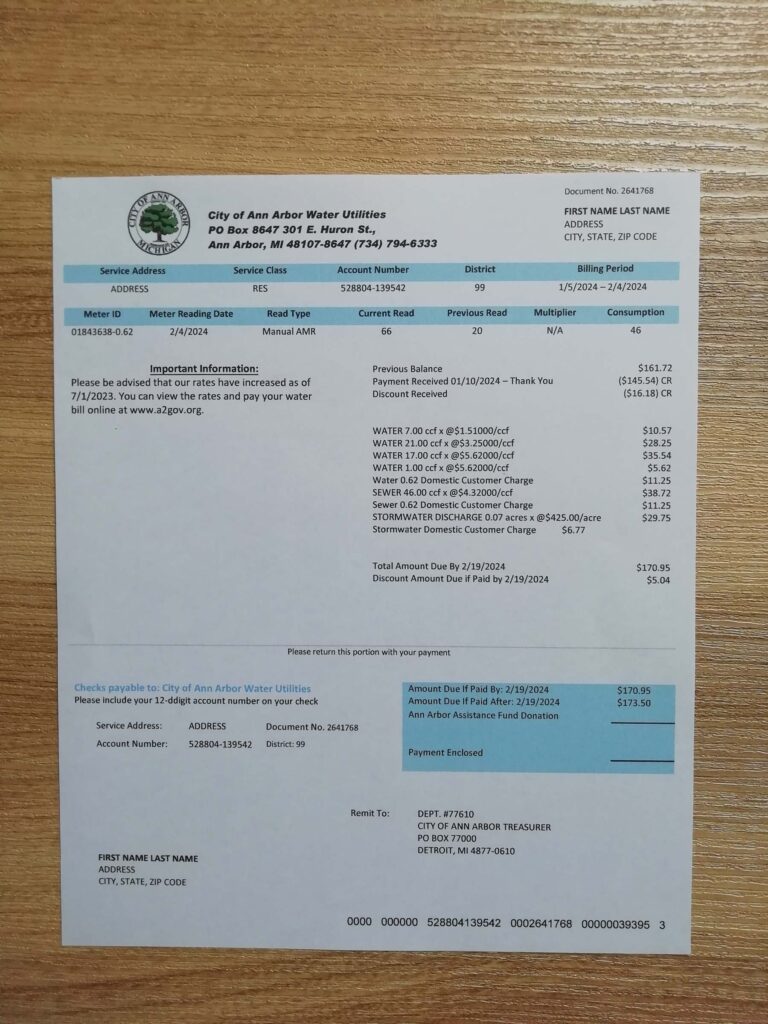 CITY OF ANN ARBOR
MICHIGAN
City of Ann Arbor Water Utilities
PO Box 8647 301 E. Huron St.,
Ann Arbor, MI 48107-8647 (734) 794-6333
Document No. 2641768
FIRST NAME LAST NAME
ADDRESS
CITY, STATE, ZIP CODE
Service Address Service Class Account Number District Billing Period
ADDRESS RES 528804-139542 99 1/5/2024 – 2/4/2024
Meter ID Meter Reading Date Read Type Current Read Previous Read Multiplier Consumption
01843638-0.62 2/4/2024 Manual AMR 66 20 N/A 46
Important Information:
Please be advised that our rates have increased as of
7/1/2023. You can view the rates and pay your water
bill online at www.a2gov.org.
Previous Balance $161.72
Payment Received 01/10/2024 – Thank You ($145.54) CR
Discount Received ($16.18) CR
WATER 7.00 ccf x @$1.51000/ccf $10.57
WATER 21.00 ccf x @$3.25000/ccf $28.25
WATER 17.00 ccf x @$5.62000/ccf $35.54
WATER 1.00 ccf x @$5.62000/ccf $5.62
Water 0.62 Domestic Customer Charge $11.25
SEWER 46.00 ccf x @$4.32000/ccf $38.72
Sewer 0.62 Domestic Customer Charge $11.25
STORMWATER DISCHARGE 0.07 acres x @$425.00/acre $29.75
Stormwater Domestic Customer Charge $6.77
Total Amount Due By 2/19/2024 $170.95
Discount Amount Due if Paid by 2/19/2024 $5.04
Please return this portion with your payment
Checks payable to: City of Ann Arbor Water Utilities
Please include your 12-ddigit account number on your check
Service Address: ADDRESS Document No. 2641768
Account Number: 528804-139542 District: 99
Amount Due If Paid By: 2/19/2024 $170.95
Amount Due If Paid After: 2/19/2024 $173.50
Ann Arbor Assistance Fund Donation
Payment Enclosed
Remit To: DEPT. #77610
CITY OF ANN ARBOR TREASURER
PO BOX 77000
DETROIT, MI 4877-0610
FIRST NAME LAST NAME
ADDRESS
CITY, STATE, ZIP CODE
0000 000000 528804139542 0002641768 00000039395 3